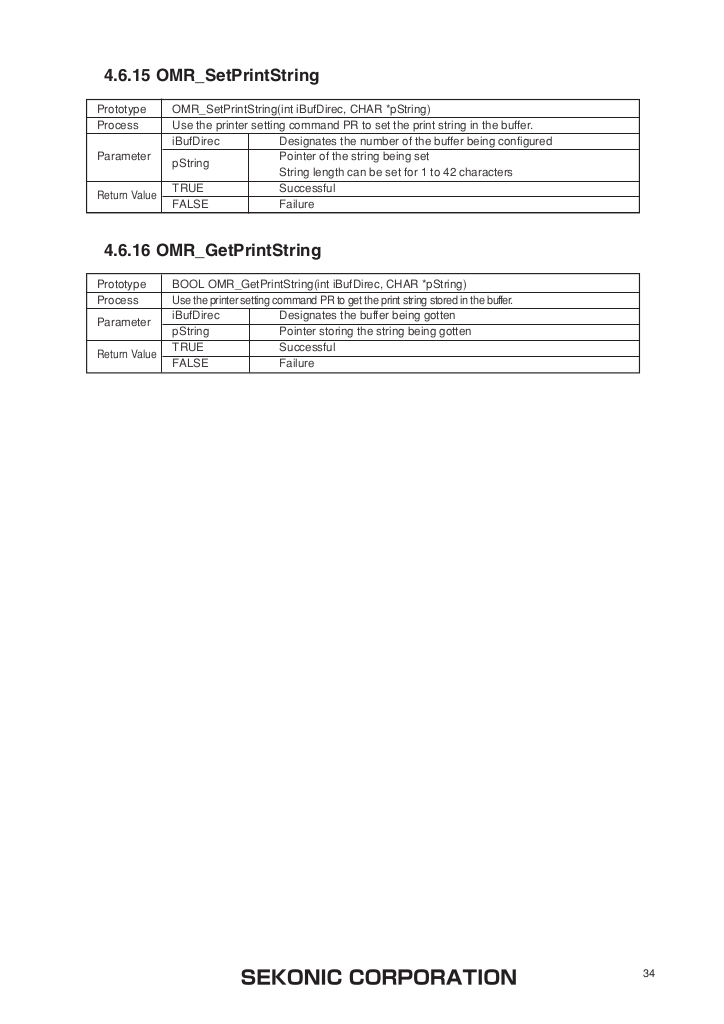 4.6.15 OMR_SetPrintString
Prototype OMR_SetPrintString(int iBufDirec, CHAR *pString)
Process Use the printer setting command PR to set the print string in the buffer.
Parameter iBufDirec Designates the number of the buffer being configured
pString Pointer of the string being set
String length can be set for 1 to 42 characters
Return Value TRUE Successful
FALSE Failure
4.6.16 OMR_GetPrintString
Prototype BOOL OMR_GetPrintString(int iBufDirec, CHAR *pString)
Process Use the printer setting command PR to get the print string stored in the buffer.
Parameter iBufDirec Designates the buffer being gotten
pString Pointer storing the string being gotten
Return Value TRUE Successful
FALSE Failure
SEKONIC CORPORATION
34